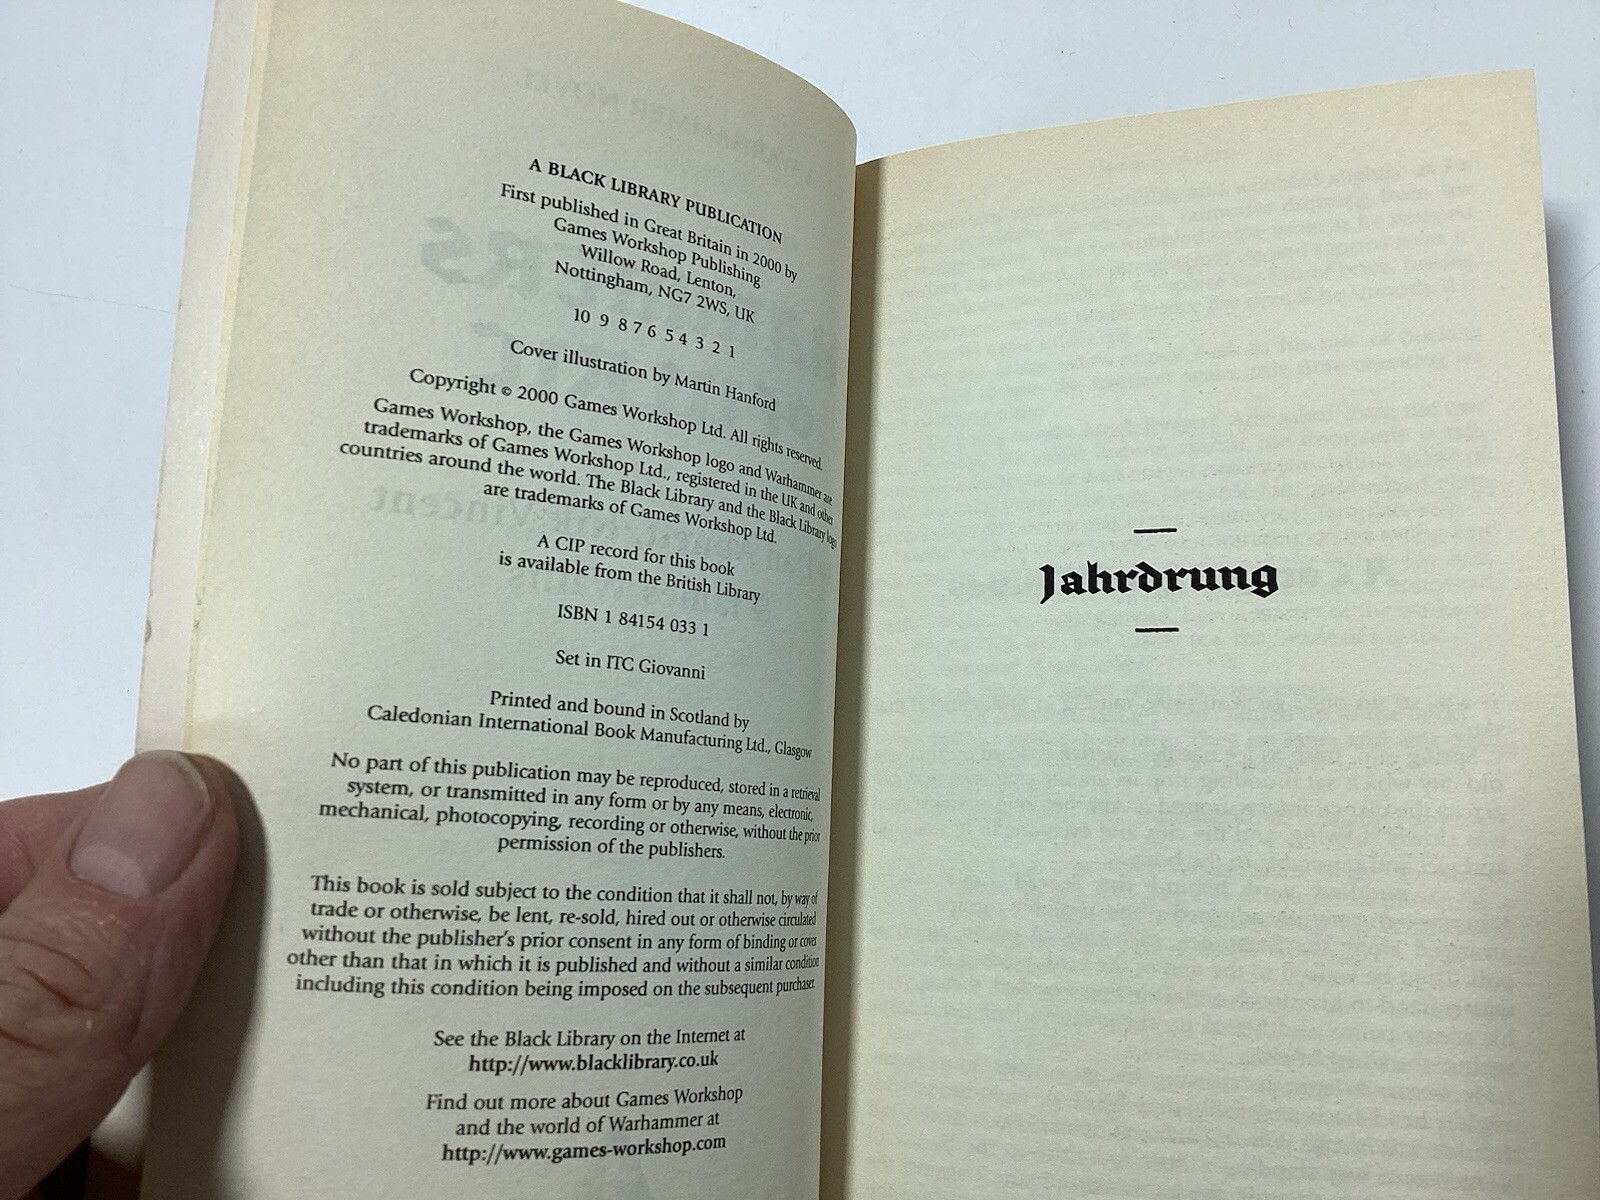 A BLACK LIBRARY PUBLICATION
First published in Great Britain in 2000 by
Games Workshop Publishing
Willow Road, Lenton,
Nottingham, NG7 2WS, UK
10 9 8 7 6 5 4 3 2 1
Cover illustration by Martin Hanford
Copyright © 2000 Games Workshop Ltd. All rights reserved.
Games Workshop, the Games Workshop logo and Warhammer are
trademarks of Games Workshop Ltd., registered in the UK and other
countries around the world. The Black Library and the Black Library logo
are trademarks of Games Workshop Ltd.
A CIP record for this book
is available from the British Library
ISBN 1 84154 033 1
Set in ITC Giovanni
Printed and bound in Scotland by
Caledonian International Book Manufacturing Ltd., Glasgow
No part of this publication may be reproduced, stored in a retrieval
system, or transmitted in any form or by any means, electronic,
mechanical, photocopying, recording or otherwise, without the prior
permission of the publishers.
This book is sold subject to the condition that it shall not, by way of
trade or otherwise, be lent, re-sold, hired out or otherwise circulated
without the publisher's prior consent in any form of binding or cover
other than that in which it is published and without a similar condition
including this condition being imposed on the subsequent purchaser.
See the Black Library on the Internet at
http://www.blacklibrary.co.uk
Find out more about Games Workshop
and the world of Warhammer at
http://www.games-workshop.com
Jahrdrung